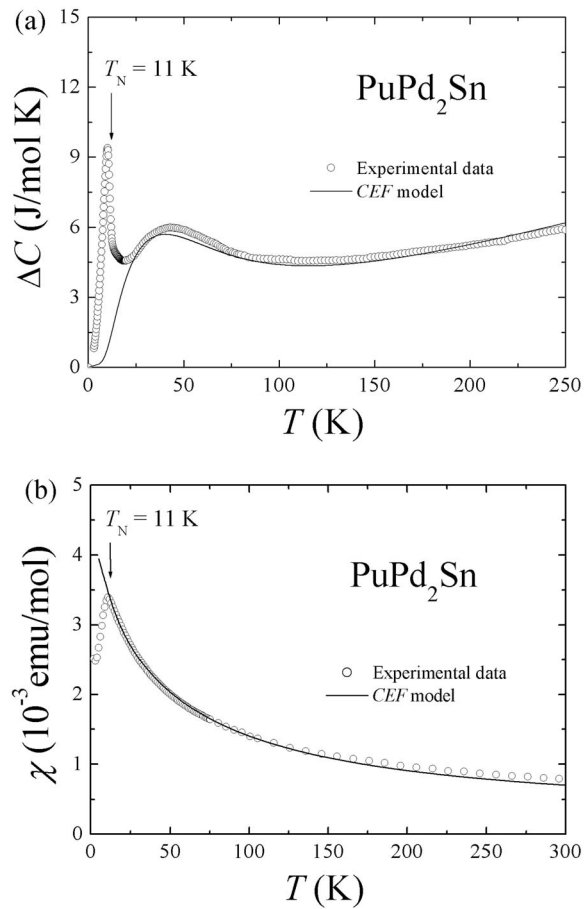 (a)
15
12
9
6
3
0
ΔC (J/mol K)
T_N = 11 K
PuPd₂Sn
Experimental data
CEF model
0 50 100 150 200 250
T (K)
(b)
5
4
3
2
1
0
χ (10⁻³ emu/mol)
T_N = 11 K
PuPd₂Sn
Experimental data
CEF model
0 50 100 150 200 250 300
T (K)